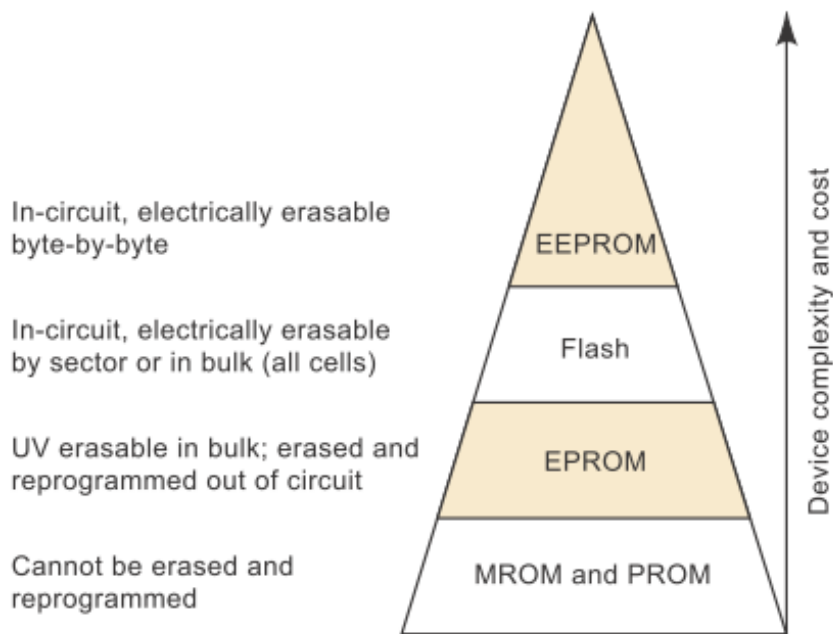 In-circuit, electrically erasable
byte-by-byte
EEPROM
In-circuit, electrically erasable
by sector or in bulk (all cells)
Flash
UV erasable in bulk; erased and
reprogrammed out of circuit
EPROM
Cannot be erased and
reprogrammed
MROM and PROM
Device complexity and cost